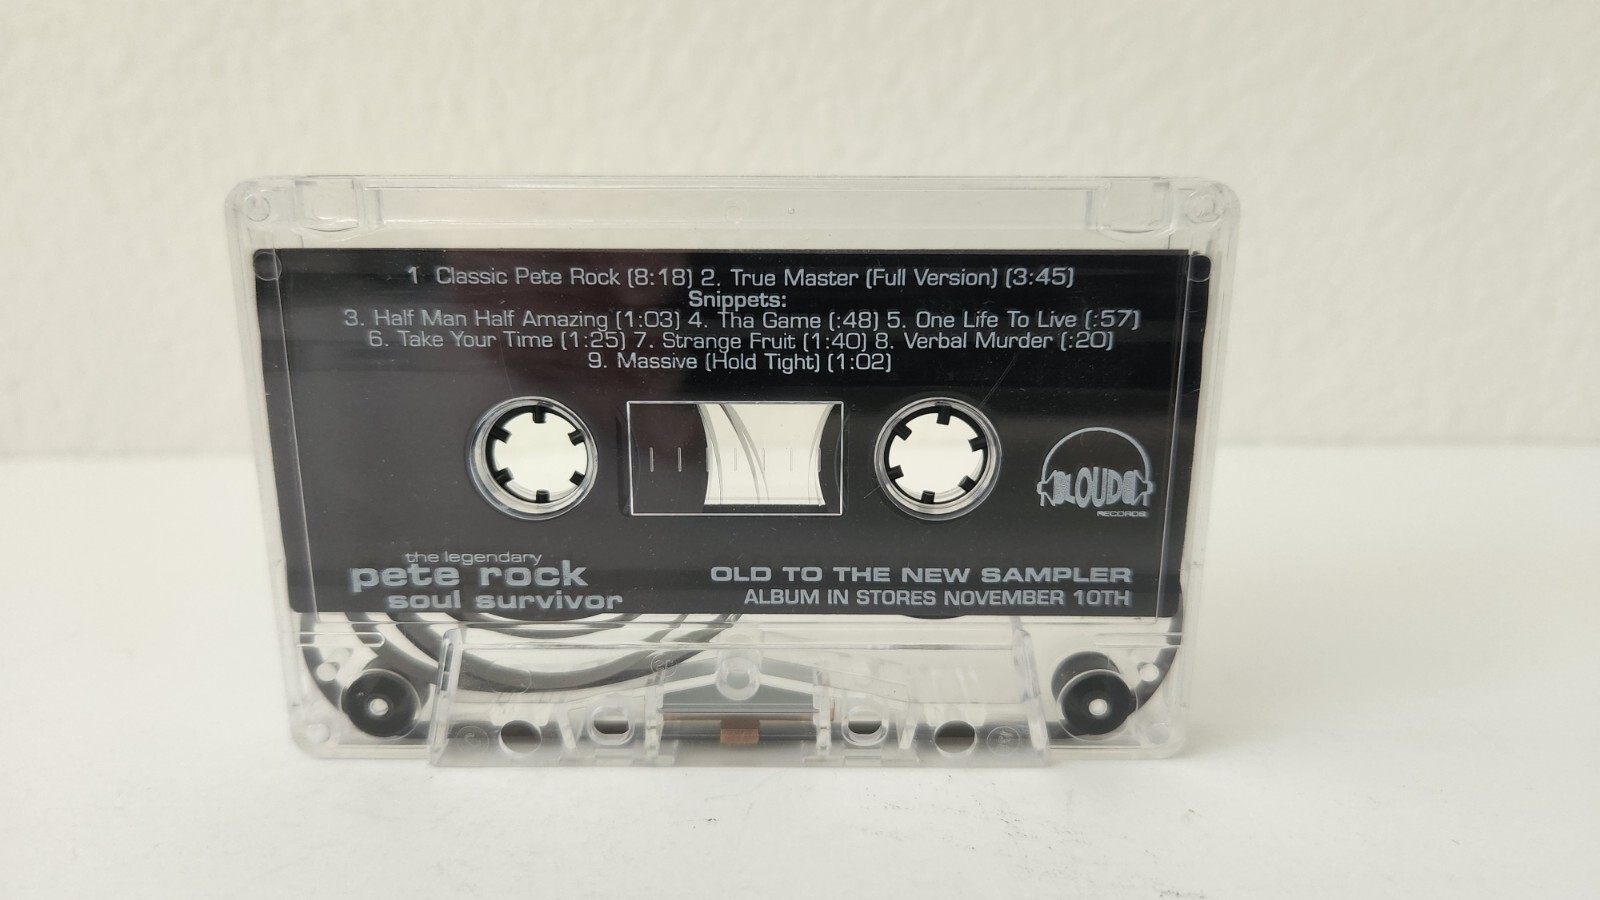 1 Classic Pete Rock (8:18) 2. True Master (Full Version) (3:45)
Snippets:
3. Half Man Half Amazing (1:03) 4. Tha Game (:48) 5. One Life To Live (:57)
6. Take Your Time (1:25) 7. Strange Fruit (1:40) 8. Verbal Murder (:20)
9. Massive (Hold Tight) (1:02)
LOUD
RECORDS
the legendary
pete rock
soul survivor
OLD TO THE NEW SAMPLER
ALBUM IN STORES NOVEMBER 10TH